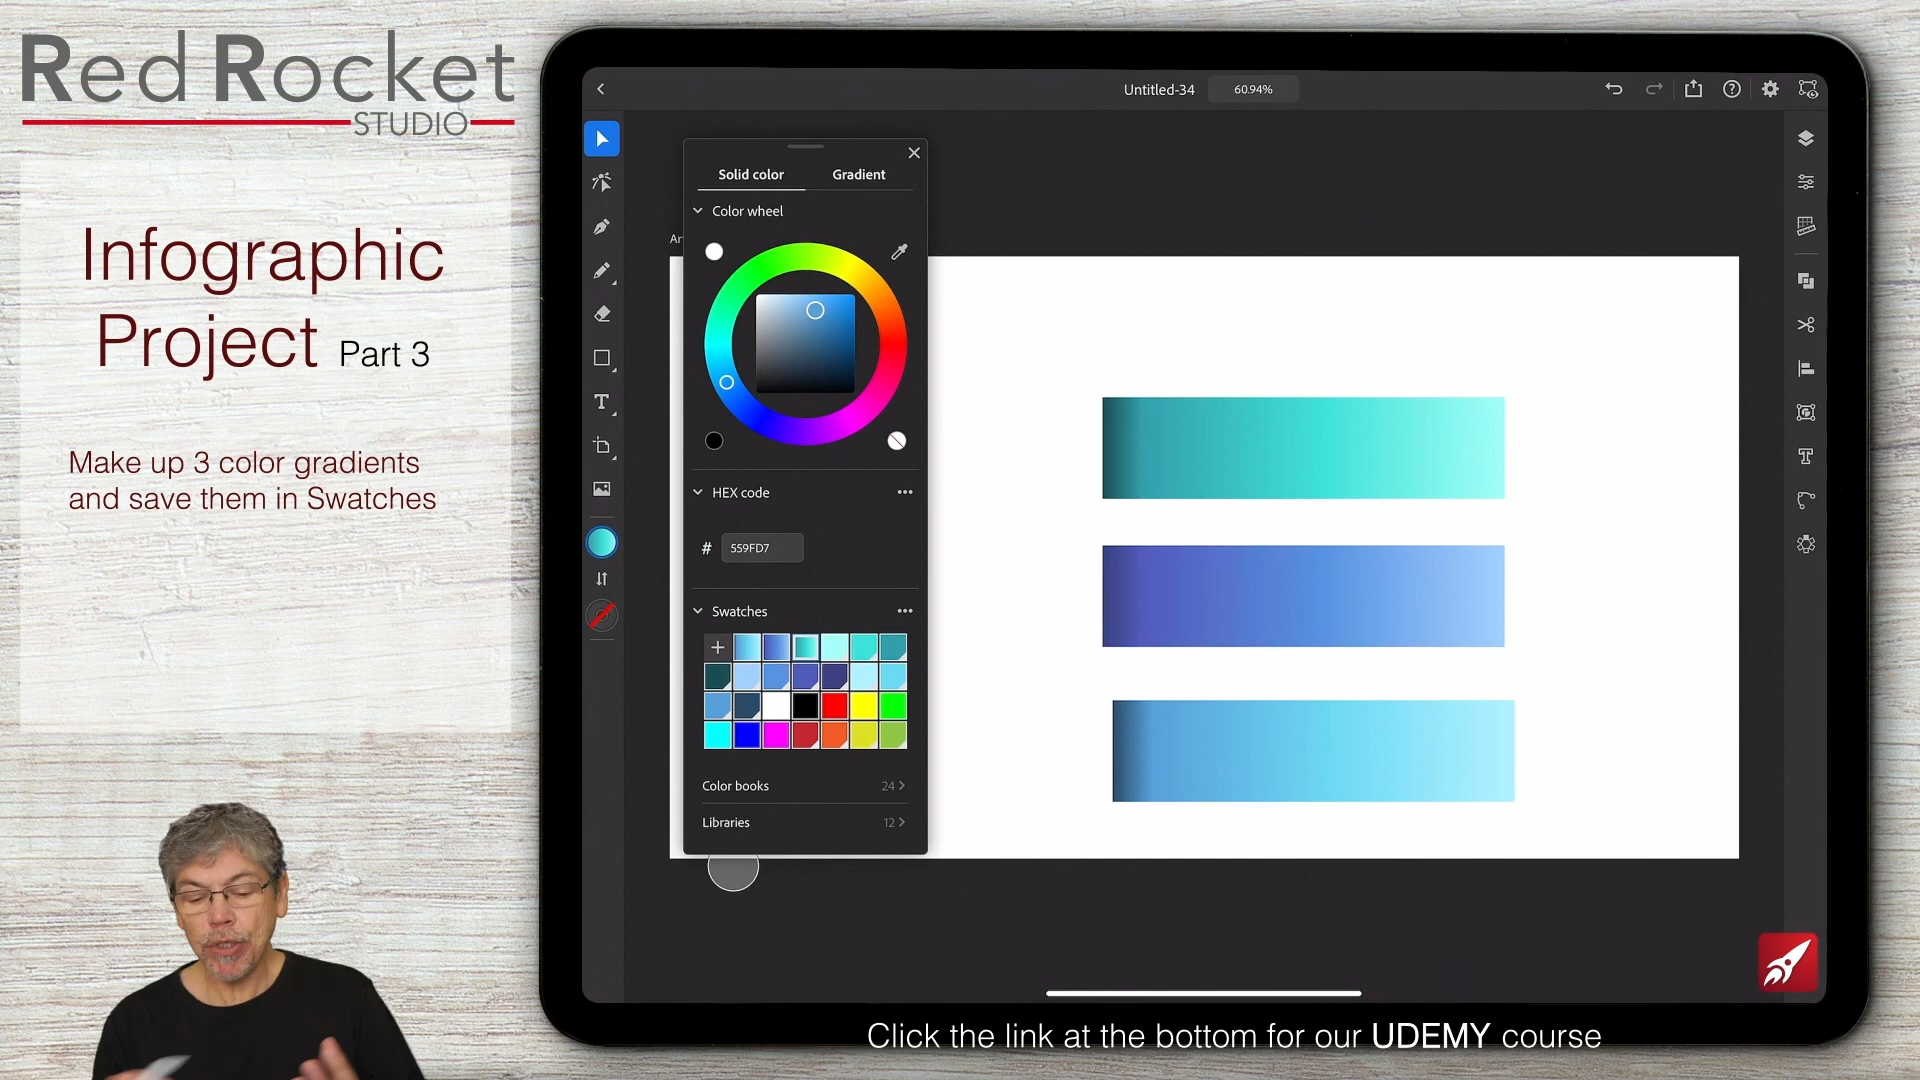 Red Rocket
STUDIO
Infographic
Project Part 3
Make up 3 color gradients
and save them in Swatches
Untitled-34
60.94%
Solid color
Gradient
Color wheel
HEX code
# 559FD7
Swatches
Color books
24
Libraries
12
Click the link at the bottom for our UDEMY course